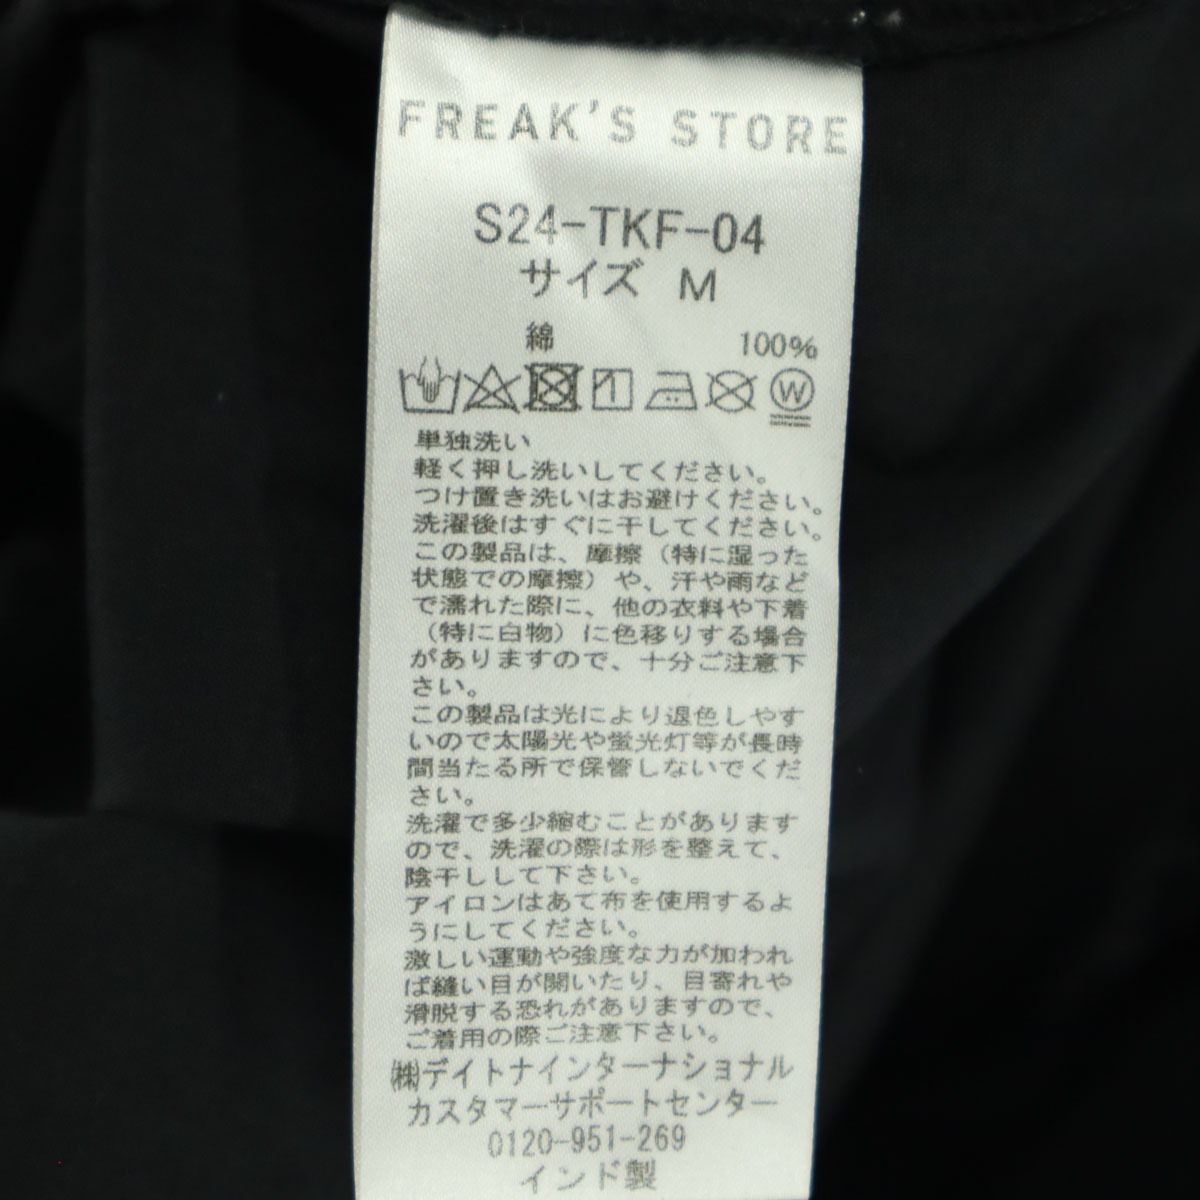 FREAK'S STORE
S24-TKF-04
サイズ M
綿 100%
W
単独洗い
軽く押し洗いしてください。
つけ置き洗いはお避けください。
洗濯後はすぐに干してください。
この製品は、摩擦（特に湿った
状態での摩擦）や、汗や雨など
で濡れた際に、他の衣料や下着
（特に白物）に色移りする場合
がありますので、十分ご注意下
さい。
この製品は光により退色しやす
いので太陽光や蛍光灯等が長時
間当たる所で保管しないでくだ
さい。
洗濯で多少縮むことがあります
ので、洗濯の際は形を整えて、
陰干しして下さい。
アイロンはあて布を使用するよ
うにしてください。
激しい運動や強度な力が加われ
ば縫い目が開いたり、目寄れや
滑脱する恐れがありますので、
ご着用の際ご注意下さい。
㈱デイトナインターナショナル
カスタマーサポートセンター
0120-951-269
インド製